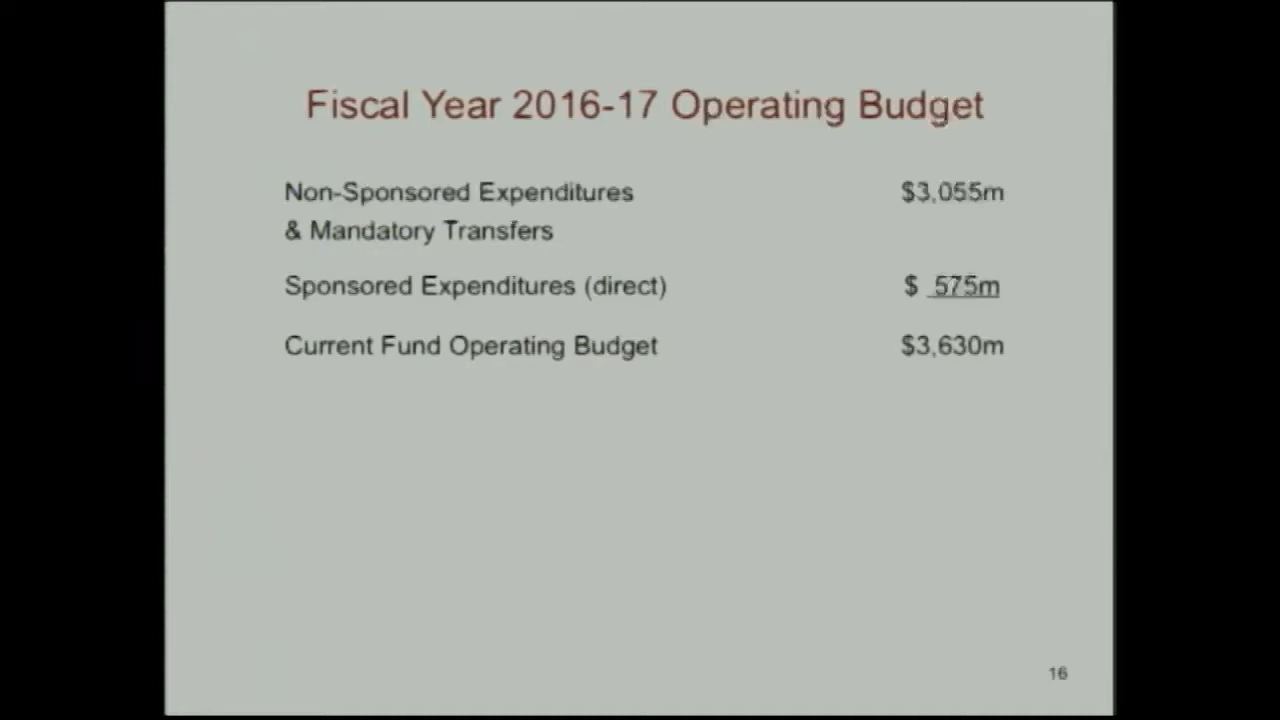 Fiscal Year 2016-17 Operating Budget
Non-Sponsored Expenditures $3,055m
& Mandatory Transfers
Sponsored Expenditures (direct) $ 575m
Current Fund Operating Budget $3,630m
16